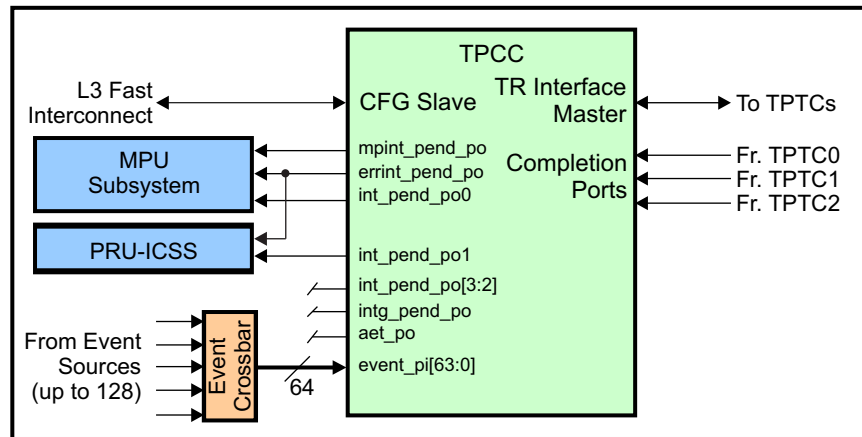 TPCC
L3 Fast
Interconnect
CFG Slave
TR Interface
Master
To TPTCs
MPU
Subsystem
mpint_pend_po
errint_pend_po
int_pend_po0
Completion
Ports
Fr. TPTC0
Fr. TPTC1
Fr. TPTC2
PRU-ICSS
int_pend_po1
int_pend_po[3:2]
intg_pend_po
aet_po
event_pi[63:0]
From Event
Sources
(up to 128)
Event
Crossbar
64